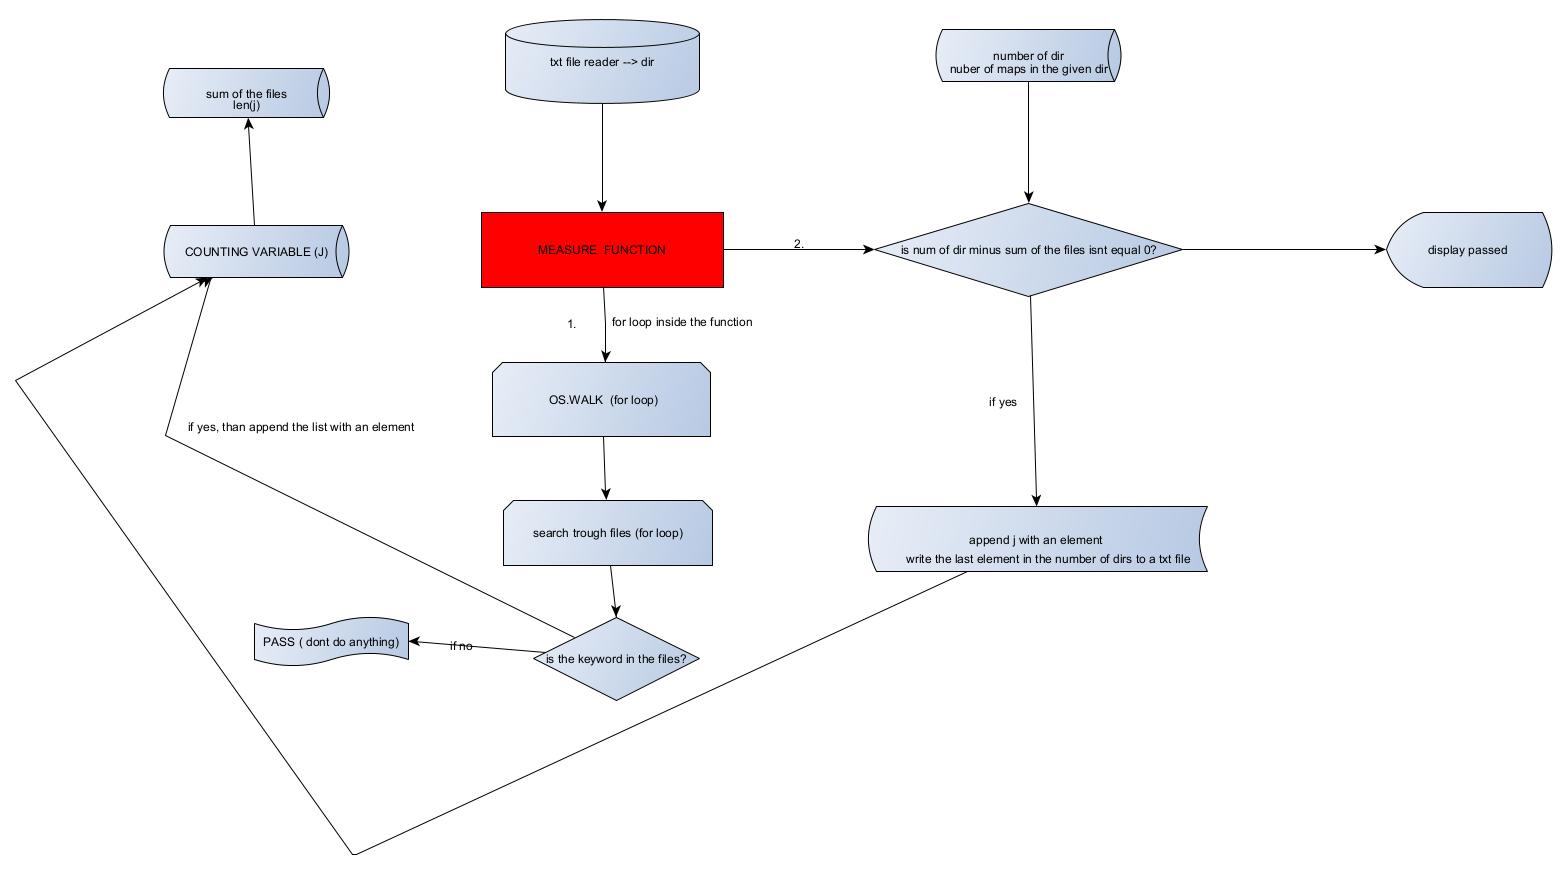 txt file reader --> dir
number of dir
nuber of maps in the given dir
sum of the files
len(j)
COUNTING VARIABLE (J)
MEASURE  FUNCTION
2.
is num of dir minus sum of the files isnt equal 0?
display passed
1.
for loop inside the function
OS.WALK  (for loop)
if yes
if yes, than append the list with an element
search trough files (for loop)
append j with an element
write the last element in the number of dirs to a txt file
PASS ( dont do anything)
if no
is the keyword in the files?